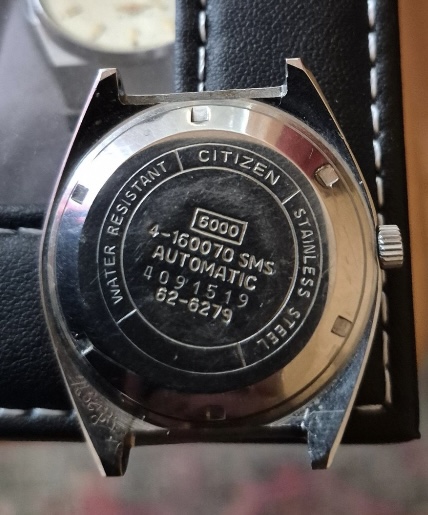 CITIZEN
STAINLESS STEEL
WATER RESISTANT
6000
4-160070 SMS
AUTOMATIC
4091519
62-6279